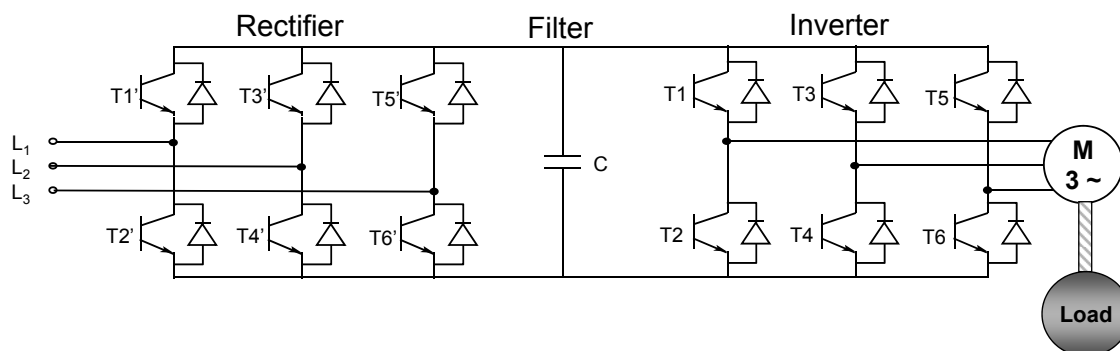 Rectifier Filter Inverter
T1’ T3’ T5’ T1 T3 T5
L1
L2
L3
C
M
3 ~
T2’ T4’ T6’ T2 T4 T6
Load